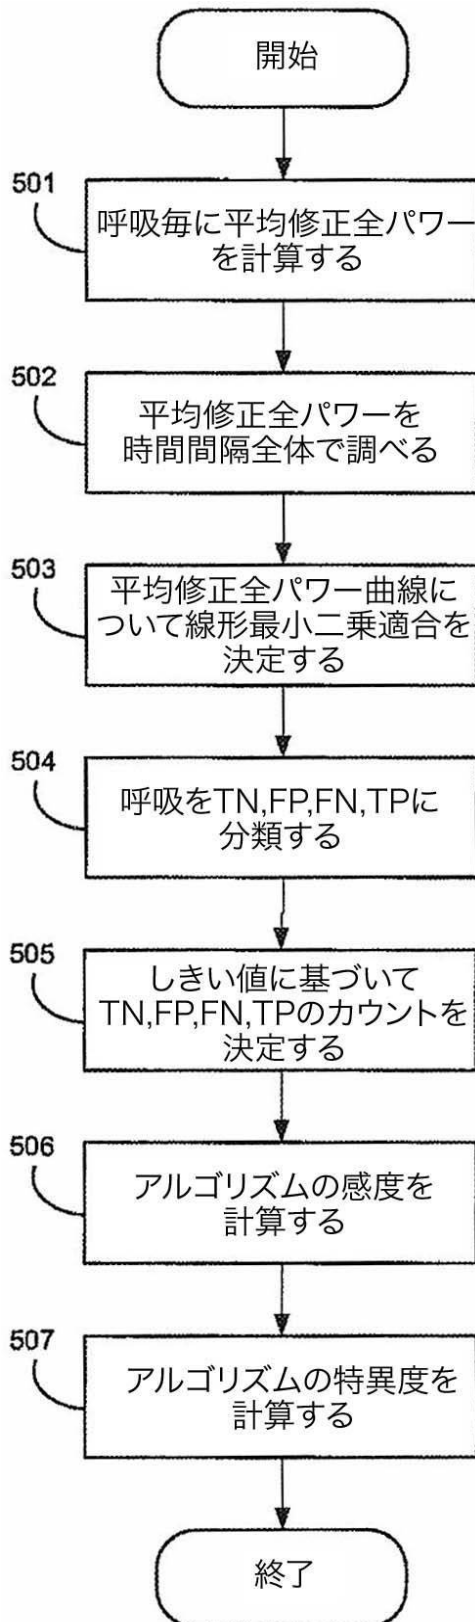 開始
501
呼吸毎に平均修正全パワー
を計算する
502
平均修正全パワーを
時間間隔全体で調べる
503
平均修正全パワー曲線に
ついて線形最小二乗適合を
決定する
504
呼吸をTN,FP,FN,TPに
分類する
505
しきい値に基づいて
TN,FP,FN,TPのカウントを
決定する
506
アルゴリズムの感度を
計算する
507
アルゴリズムの特異度を
計算する
終了